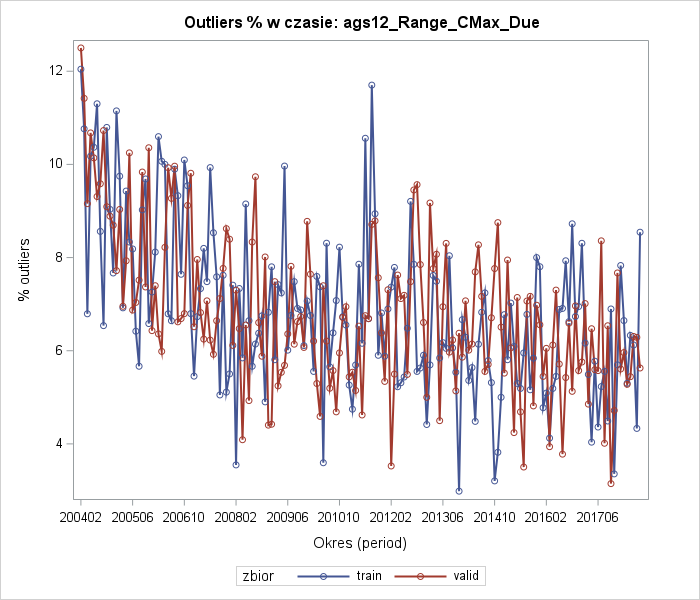 Outliers % w czasie: ags12_Range_CMax_Due
% outliers
12
10
8
6
4
200402 200506 200610 200802 200906 201010 201202 201306 201410 201602 201706
Okres (period)
zbior train valid